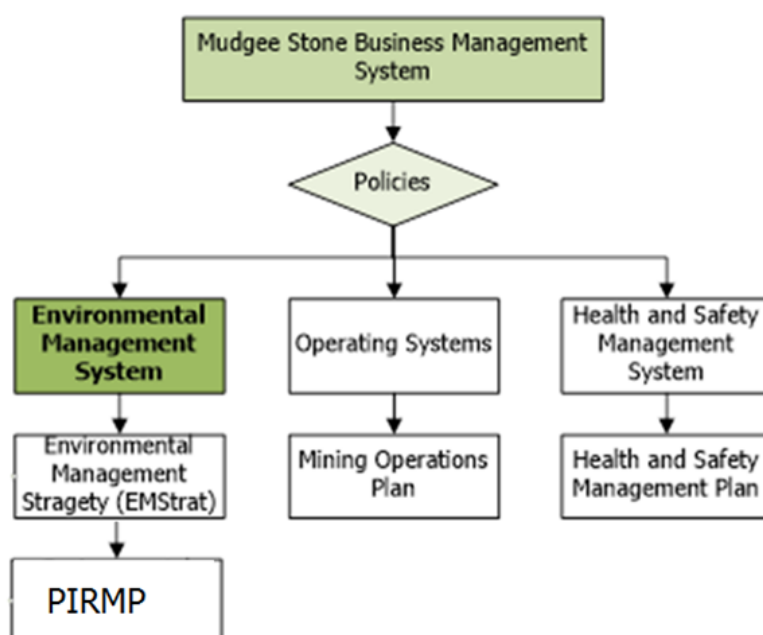 Mudgee Stone Business Management
System
Policies
Environmental
Management
System
Operating Systems
Health and Safety
Management
System
Environmental
Management
Stragety (EMStrat)
Mining Operations
Plan
Health and Safety
Management Plan
PIRMP